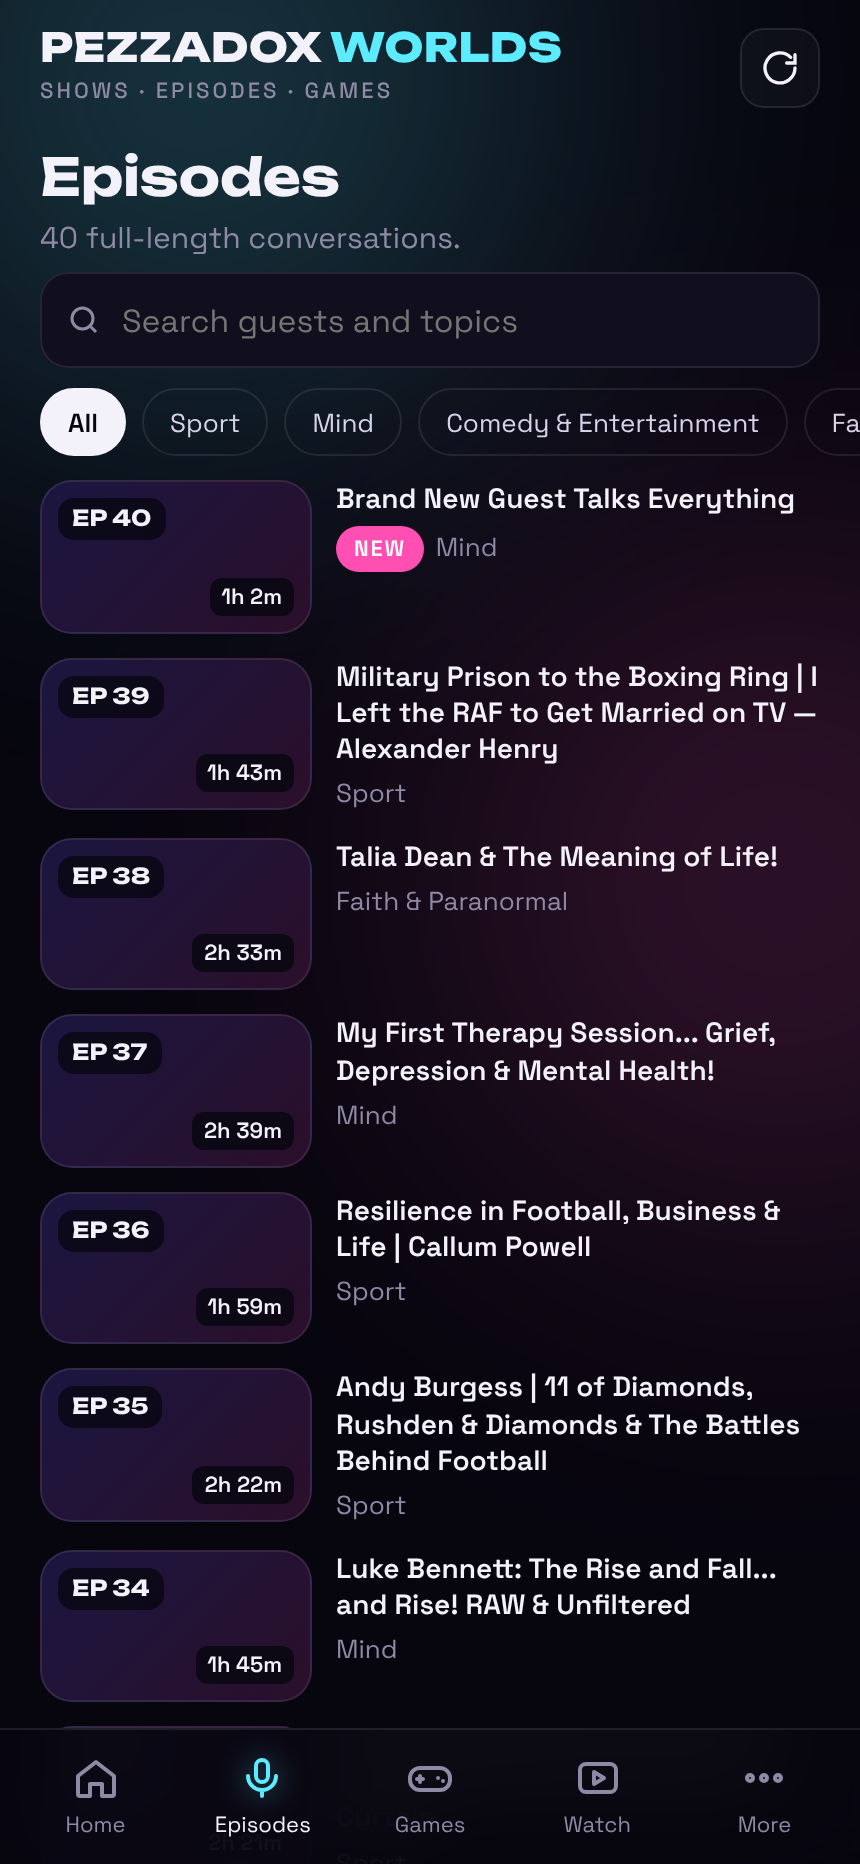 PEZZADOX WORLDS
SHOWS · EPISODES · GAMES
Episodes
40 full-length conversations.
Search guests and topics
All
Sport
Mind
Comedy & Entertainment
Fa
EP 40
1h 2m
Brand New Guest Talks Everything
NEW
Mind
EP 39
1h 43m
Military Prison to the Boxing Ring | I
Left the RAF to Get Married on TV —
Alexander Henry
Sport
EP 38
2h 33m
Talia Dean & The Meaning of Life!
Faith & Paranormal
EP 37
2h 39m
My First Therapy Session... Grief,
Depression & Mental Health!
Mind
EP 36
1h 59m
Resilience in Football, Business &
Life | Callum Powell
Sport
EP 35
2h 22m
Andy Burgess | 11 of Diamonds,
Rushden & Diamonds & The Battles
Behind Football
Sport
EP 34
1h 45m
Luke Bennett: The Rise and Fall...
and Rise! RAW & Unfiltered
Mind
2h 21m
Sport
Home
Episodes
Games
Watch
More